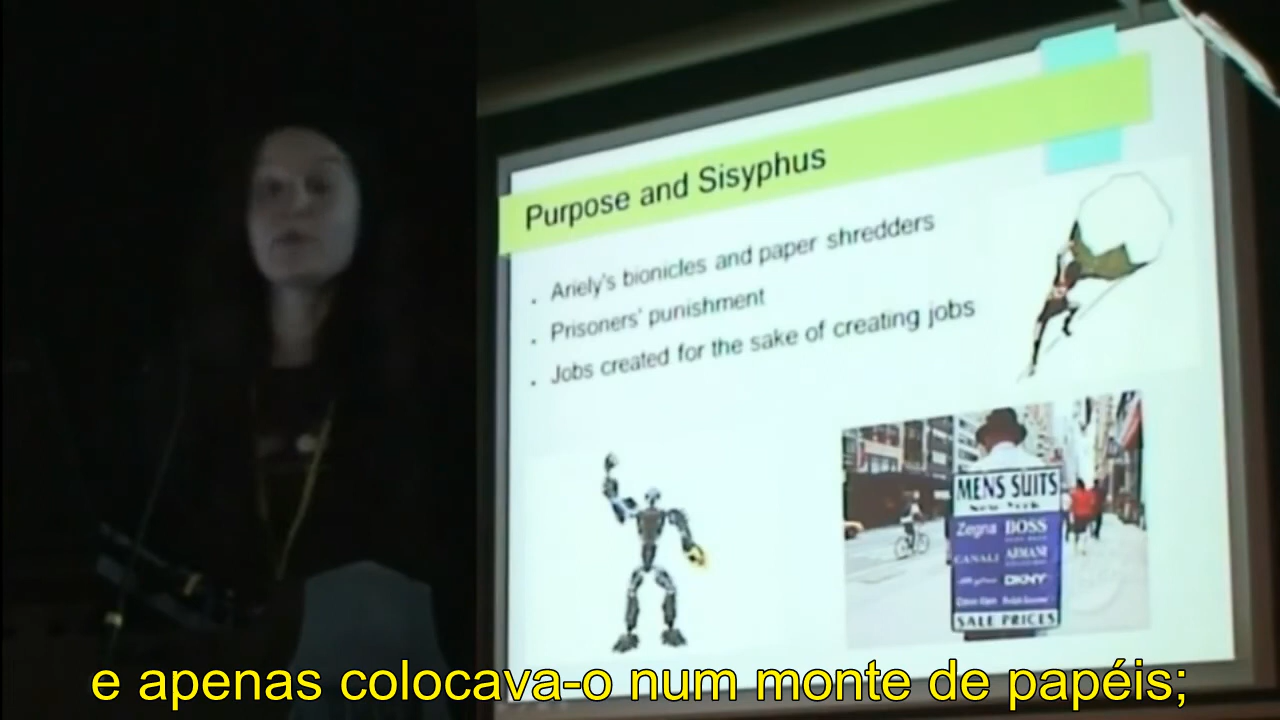 Purpose and Sisyphus
Ariely's bionicles and paper shredders
Prisoners' punishment
Jobs created for the sake of creating jobs
MENS SUITS
Zegna BOSS
CANALI ARMANI
DKNY
SALE PRICES
e apenas colocava-o num monte de papéis;